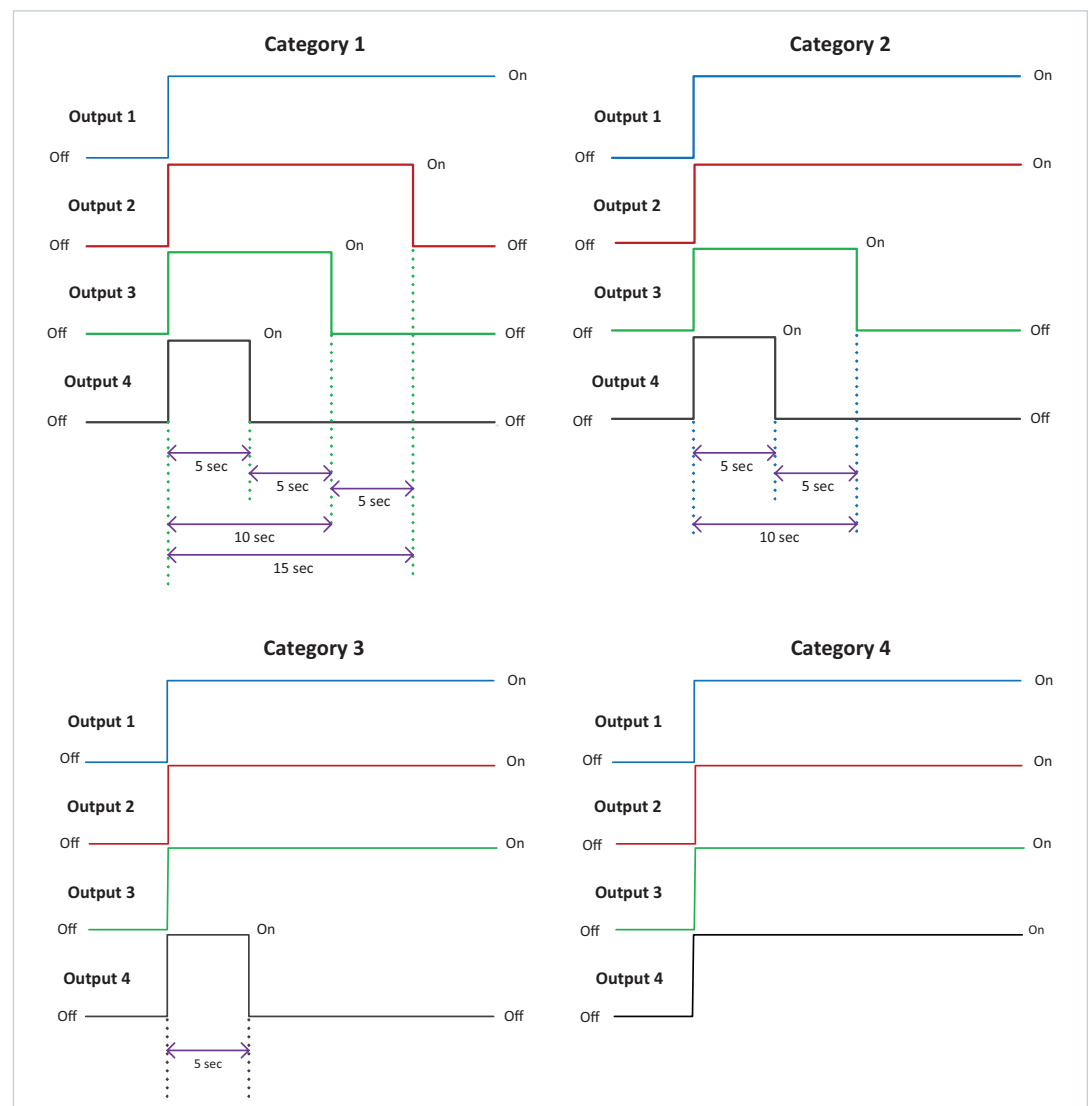 Category 1
On
Output 1
Off
On
Output 2
Off
Off
On
Output 3
Off
Off
On
Output 4
Off
Off
5 sec
5 sec
5 sec
10 sec
15 sec
Category 2
On
Output 1
Off
On
Output 2
Off
On
Output 3
Off
Off
On
Output 4
Off
Off
5 sec
5 sec
10 sec
Category 3
On
Output 1
Off
On
Output 2
Off
On
Output 3
Off
On
Output 4
Off
Off
5 sec
Category 4
On
Output 1
Off
On
Output 2
Off
On
Output 3
Off
On
Output 4
Off